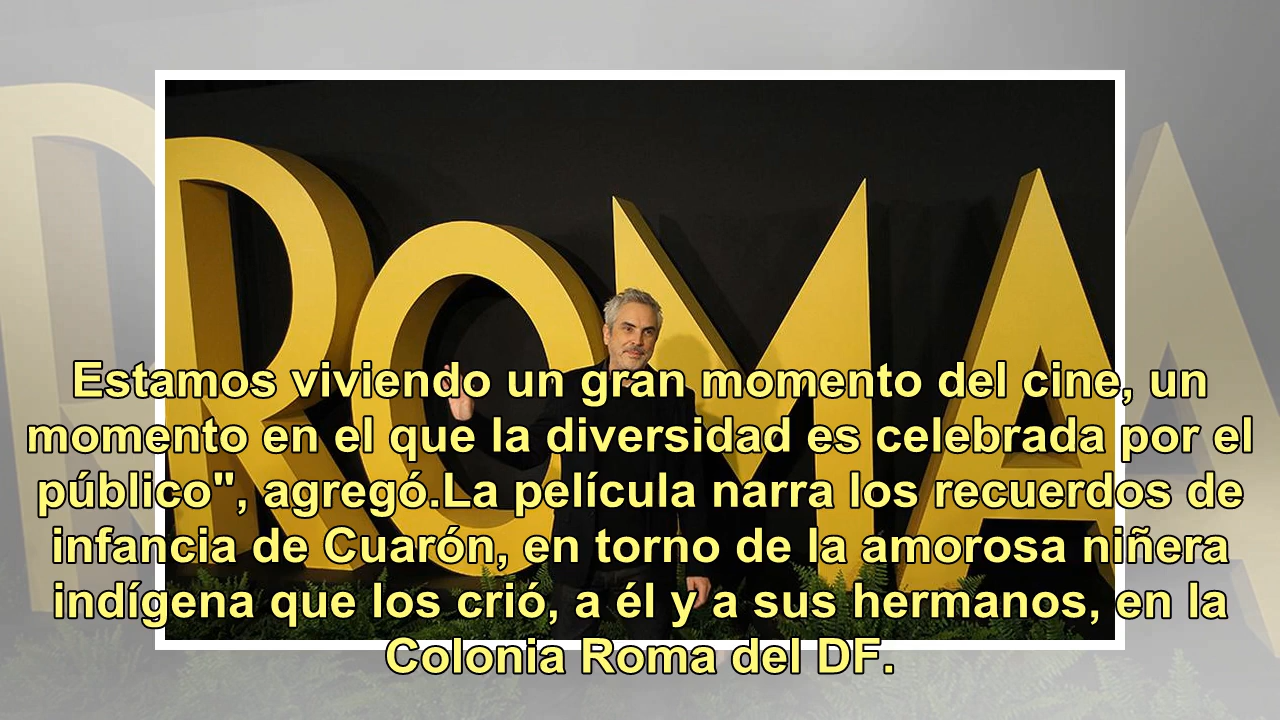 ROMA
Estamos viviendo un gran momento del cine, un
momento en el que la diversidad es celebrada por el
público", agregó.La película narra los recuerdos de
infancia de Cuarón, en torno de la amorosa niñera
indígena que los crió, a él y a sus hermanos, en la
Colonia Roma del DF.